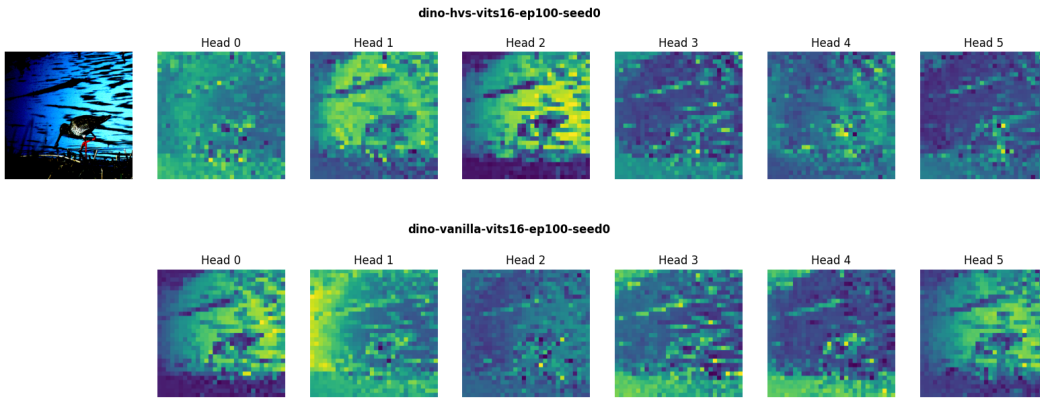 dino-hvs-vits16-ep100-seed0
Head 0 Head 1 Head 2 Head 3 Head 4 Head 5
dino-vanilla-vits16-ep100-seed0
Head 0 Head 1 Head 2 Head 3 Head 4 Head 5